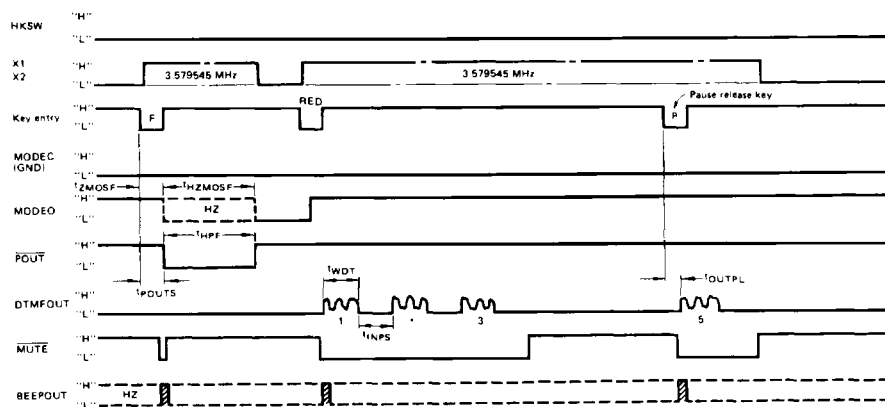 HKSW "H"
"L"
X1 "H"
X2 "L"
3.579545 MHz
3.579545 MHz
Key entry "H"
"L"
F
RED
Pause release key
P
MODEC "H"
(GND) "L"
tZMOSF
tHZMOSF
MODEO "H"
"L"
HZ
tHPF
POUT "H"
"L"
tPOUTS
tWDT
tOUTPL
DTMFOUT "H"
"L"
1
3
5
tINPS
MUTE "H"
"L"
BEEPOUT "H"
"L"
HZ